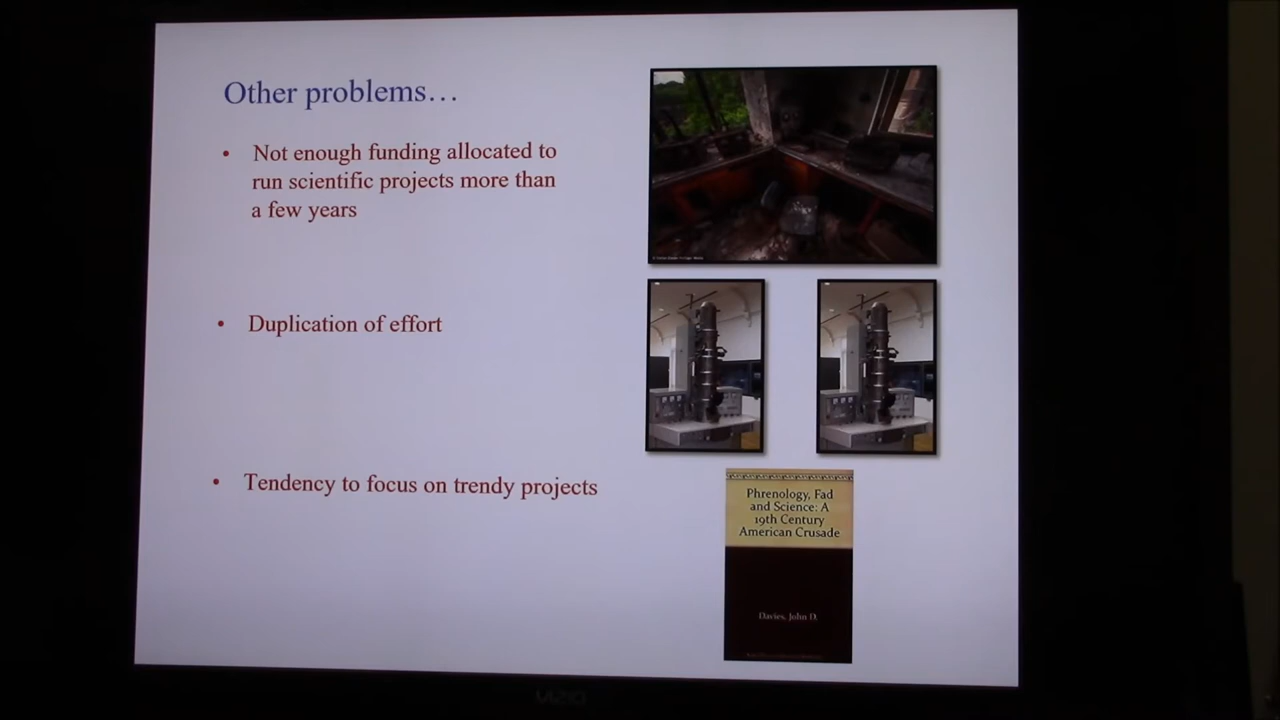 Other problems…
• Not enough funding allocated to
run scientific projects more than
a few years
• Duplication of effort
• Tendency to focus on trendy projects
Phrenology, Fad
and Science: A
19th Century
American Crusade
Davies, John D.
VIZIO